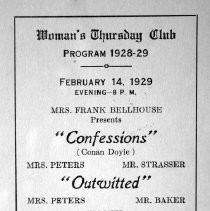 Woman's Thursday Club
PROGRAM 1928-29
FEBRUARY 14, 1929
EVENING—8 P. M.
MRS. FRANK BELLHOUSE
Presents
"Confessions"
(Conan Doyle)
MRS. PETERS MR. STRASSER
"Outwitted"
MRS. PETERS MR. BAKER